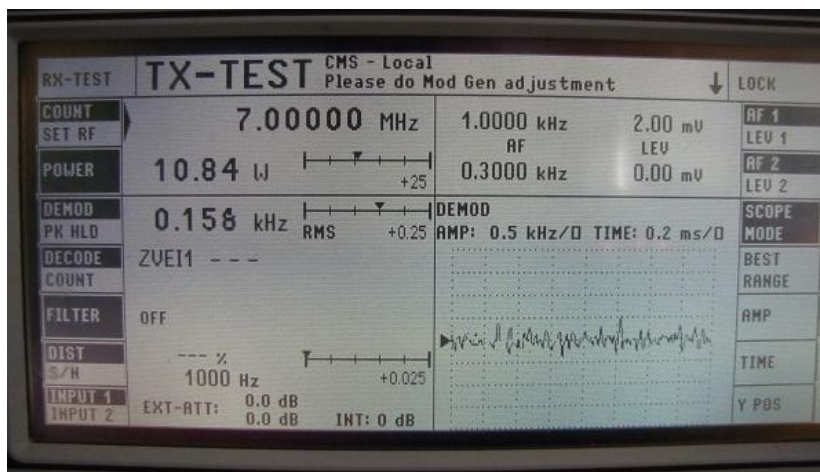 RX-TEST
TX-TEST
CMS - Local
Please do Mod Gen adjustment
LOCK
COUNT
SET RF
7.00000 MHz
1.0000 kHz
2.00 mV
AF
LEV
AF 1
LEV 1
POWER
10.84 W
+25
0.3000 kHz
0.00 mV
AF 2
LEV 2
DEMOD
PK HLD
0.158 kHz
RMS
+0.25
DEMOD
AMP: 0.5 kHz/□ TIME: 0.2 ms/□
SCOPE
MODE
DECODE
COUNT
ZVEI1 - - -
BEST
RANGE
FILTER
OFF
AMP
DIST
S/N
--- %
1000 Hz
+0.025
TIME
INPUT 1
INPUT 2
EXT-ATT: 0.0 dB
0.0 dB
INT: 0 dB
Y POS